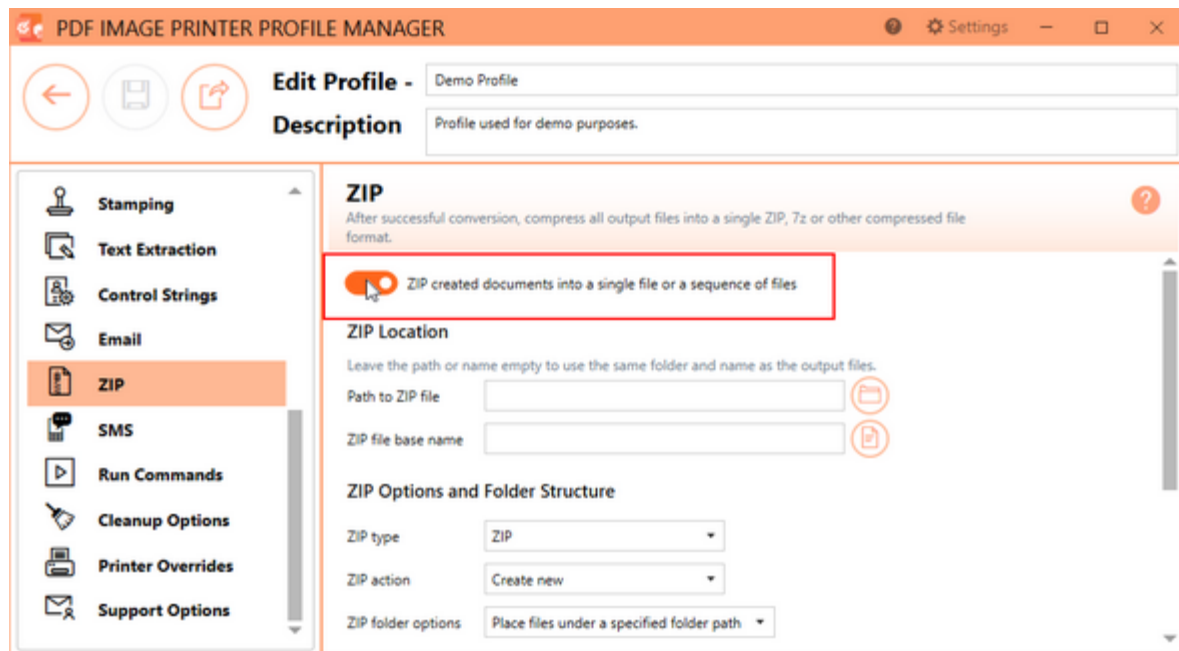 PDF IMAGE PRINTER PROFILE MANAGER
Settings
Edit Profile - Demo Profile
Description Profile used for demo purposes.
Stamping
Text Extraction
Control Strings
Email
ZIP
SMS
Run Commands
Cleanup Options
Printer Overrides
Support Options
ZIP
After successful conversion, compress all output files into a single ZIP, 7z or other compressed file
format.
ZIP created documents into a single file or a sequence of files
ZIP Location
Leave the path or name empty to use the same folder and name as the output files.
Path to ZIP file
ZIP file base name
ZIP Options and Folder Structure
ZIP type ZIP
ZIP action Create new
ZIP folder options Place files under a specified folder path